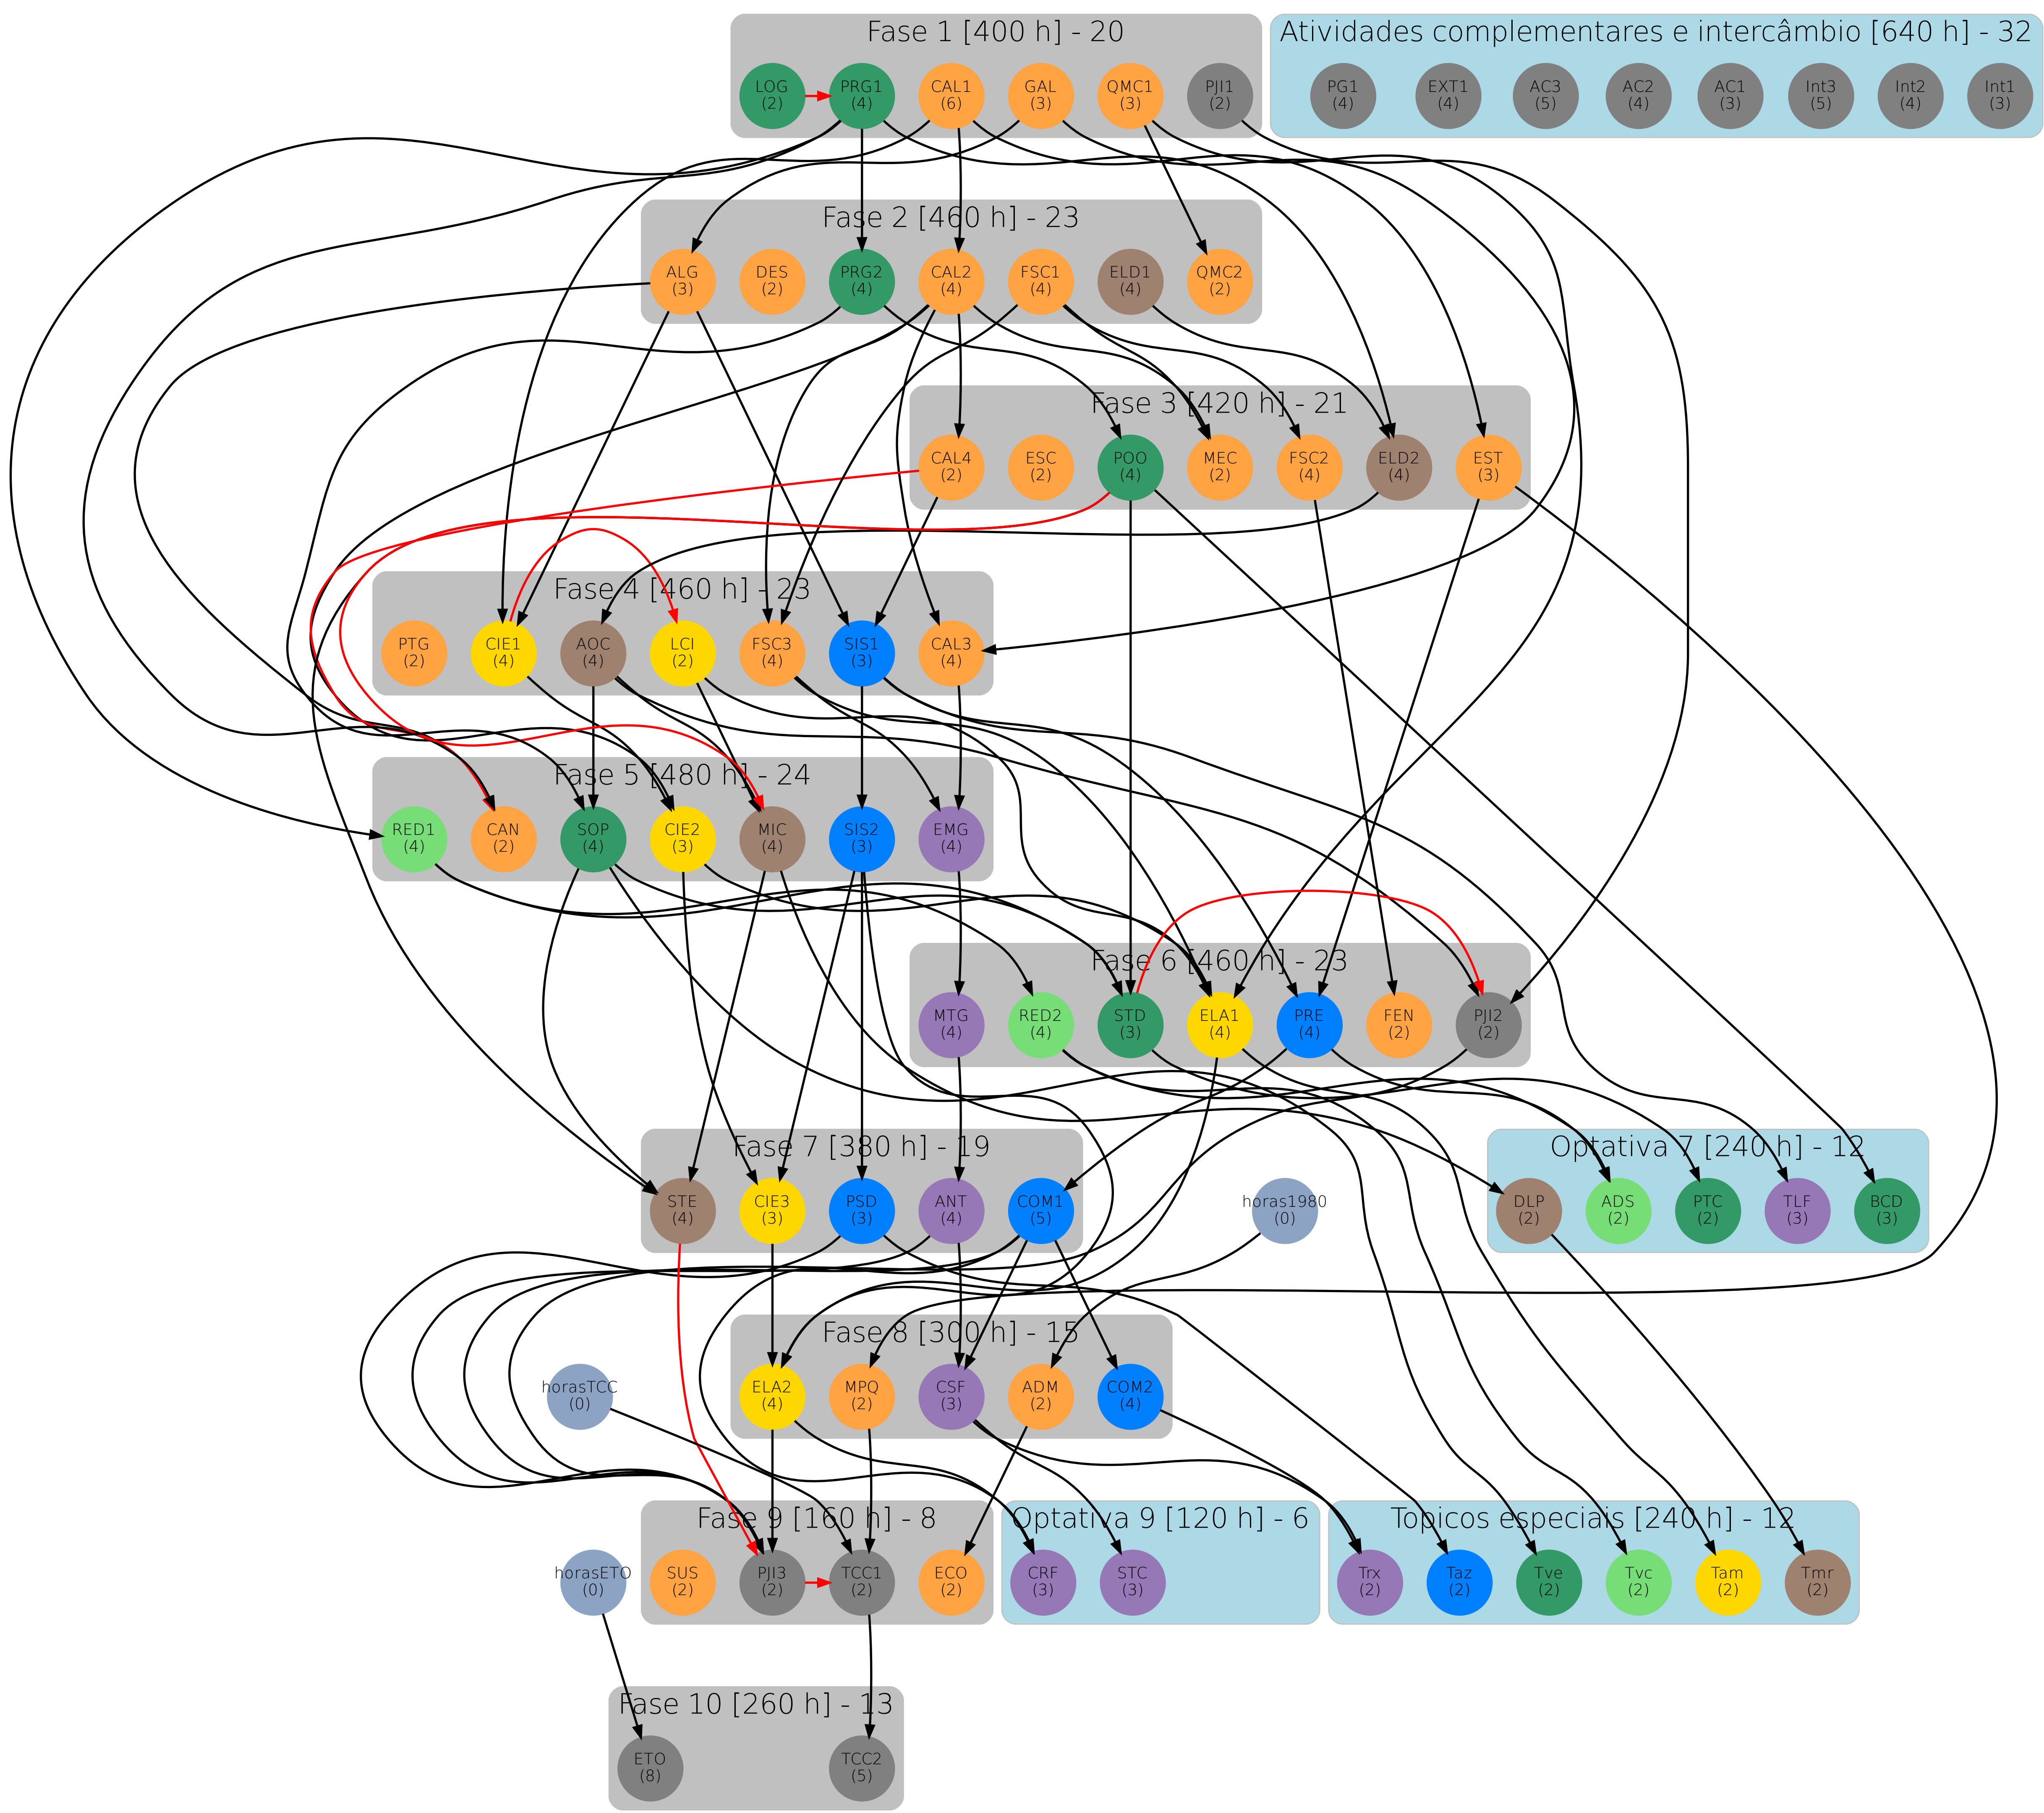 Fase 1 [400 h] - 20
LOG
(2)
PRG1
(4)
CAL1
(6)
GAL
(3)
QMC1
(3)
PJI1
(2)
Atividades complementares e intercâmbio [640 h] - 32
PG1
(4)
EXT1
(4)
AC3
(5)
AC2
(4)
AC1
(3)
Int3
(5)
Int2
(4)
Int1
(3)
Fase 2 [460 h] - 23
ALG
(3)
DES
(2)
PRG2
(4)
CAL2
(4)
FSC1
(4)
ELD1
(4)
QMC2
(2)
Fase 3 [420 h] - 21
CAL4
(2)
ESC
(2)
POO
(4)
MEC
(2)
FSC2
(4)
ELD2
(4)
EST
(3)
Fase 4 [460 h] - 23
PTG
(2)
CIE1
(4)
AOC
(4)
LCI
(2)
FSC3
(4)
SIS1
(3)
CAL3
(4)
Fase 5 [480 h] - 24
RED1
(4)
CAN
(2)
SOP
(4)
CIE2
(3)
MIC
(4)
SIS2
(3)
EMG
(4)
Fase 6 [460 h] - 23
MTG
(4)
RED2
(4)
STD
(3)
ELA1
(4)
PRE
(4)
FEN
(2)
PJI2
(2)
Fase 7 [380 h] - 19
STE
(4)
CIE3
(3)
PSD
(3)
ANT
(4)
COM1
(5)
horas1980
(0)
Optativa 7 [240 h] - 12
DLP
(2)
ADS
(2)
PTC
(2)
TLF
(3)
BCD
(3)
horasTCC
(0)
Fase 8 [300 h] - 15
ELA2
(4)
MPQ
(2)
CSF
(3)
ADM
(2)
COM2
(4)
horasETO
(0)
Fase 9 [160 h] - 8
SUS
(2)
PJI3
(2)
TCC1
(2)
ECO
(2)
Optativa 9 [120 h] - 6
CRF
(3)
STC
(3)
Topicos especiais [240 h] - 12
Trx
(2)
Taz
(2)
Tve
(2)
Tvc
(2)
Tam
(2)
Tmr
(2)
Fase 10 [260 h] - 13
ETO
(8)
TCC2
(5)